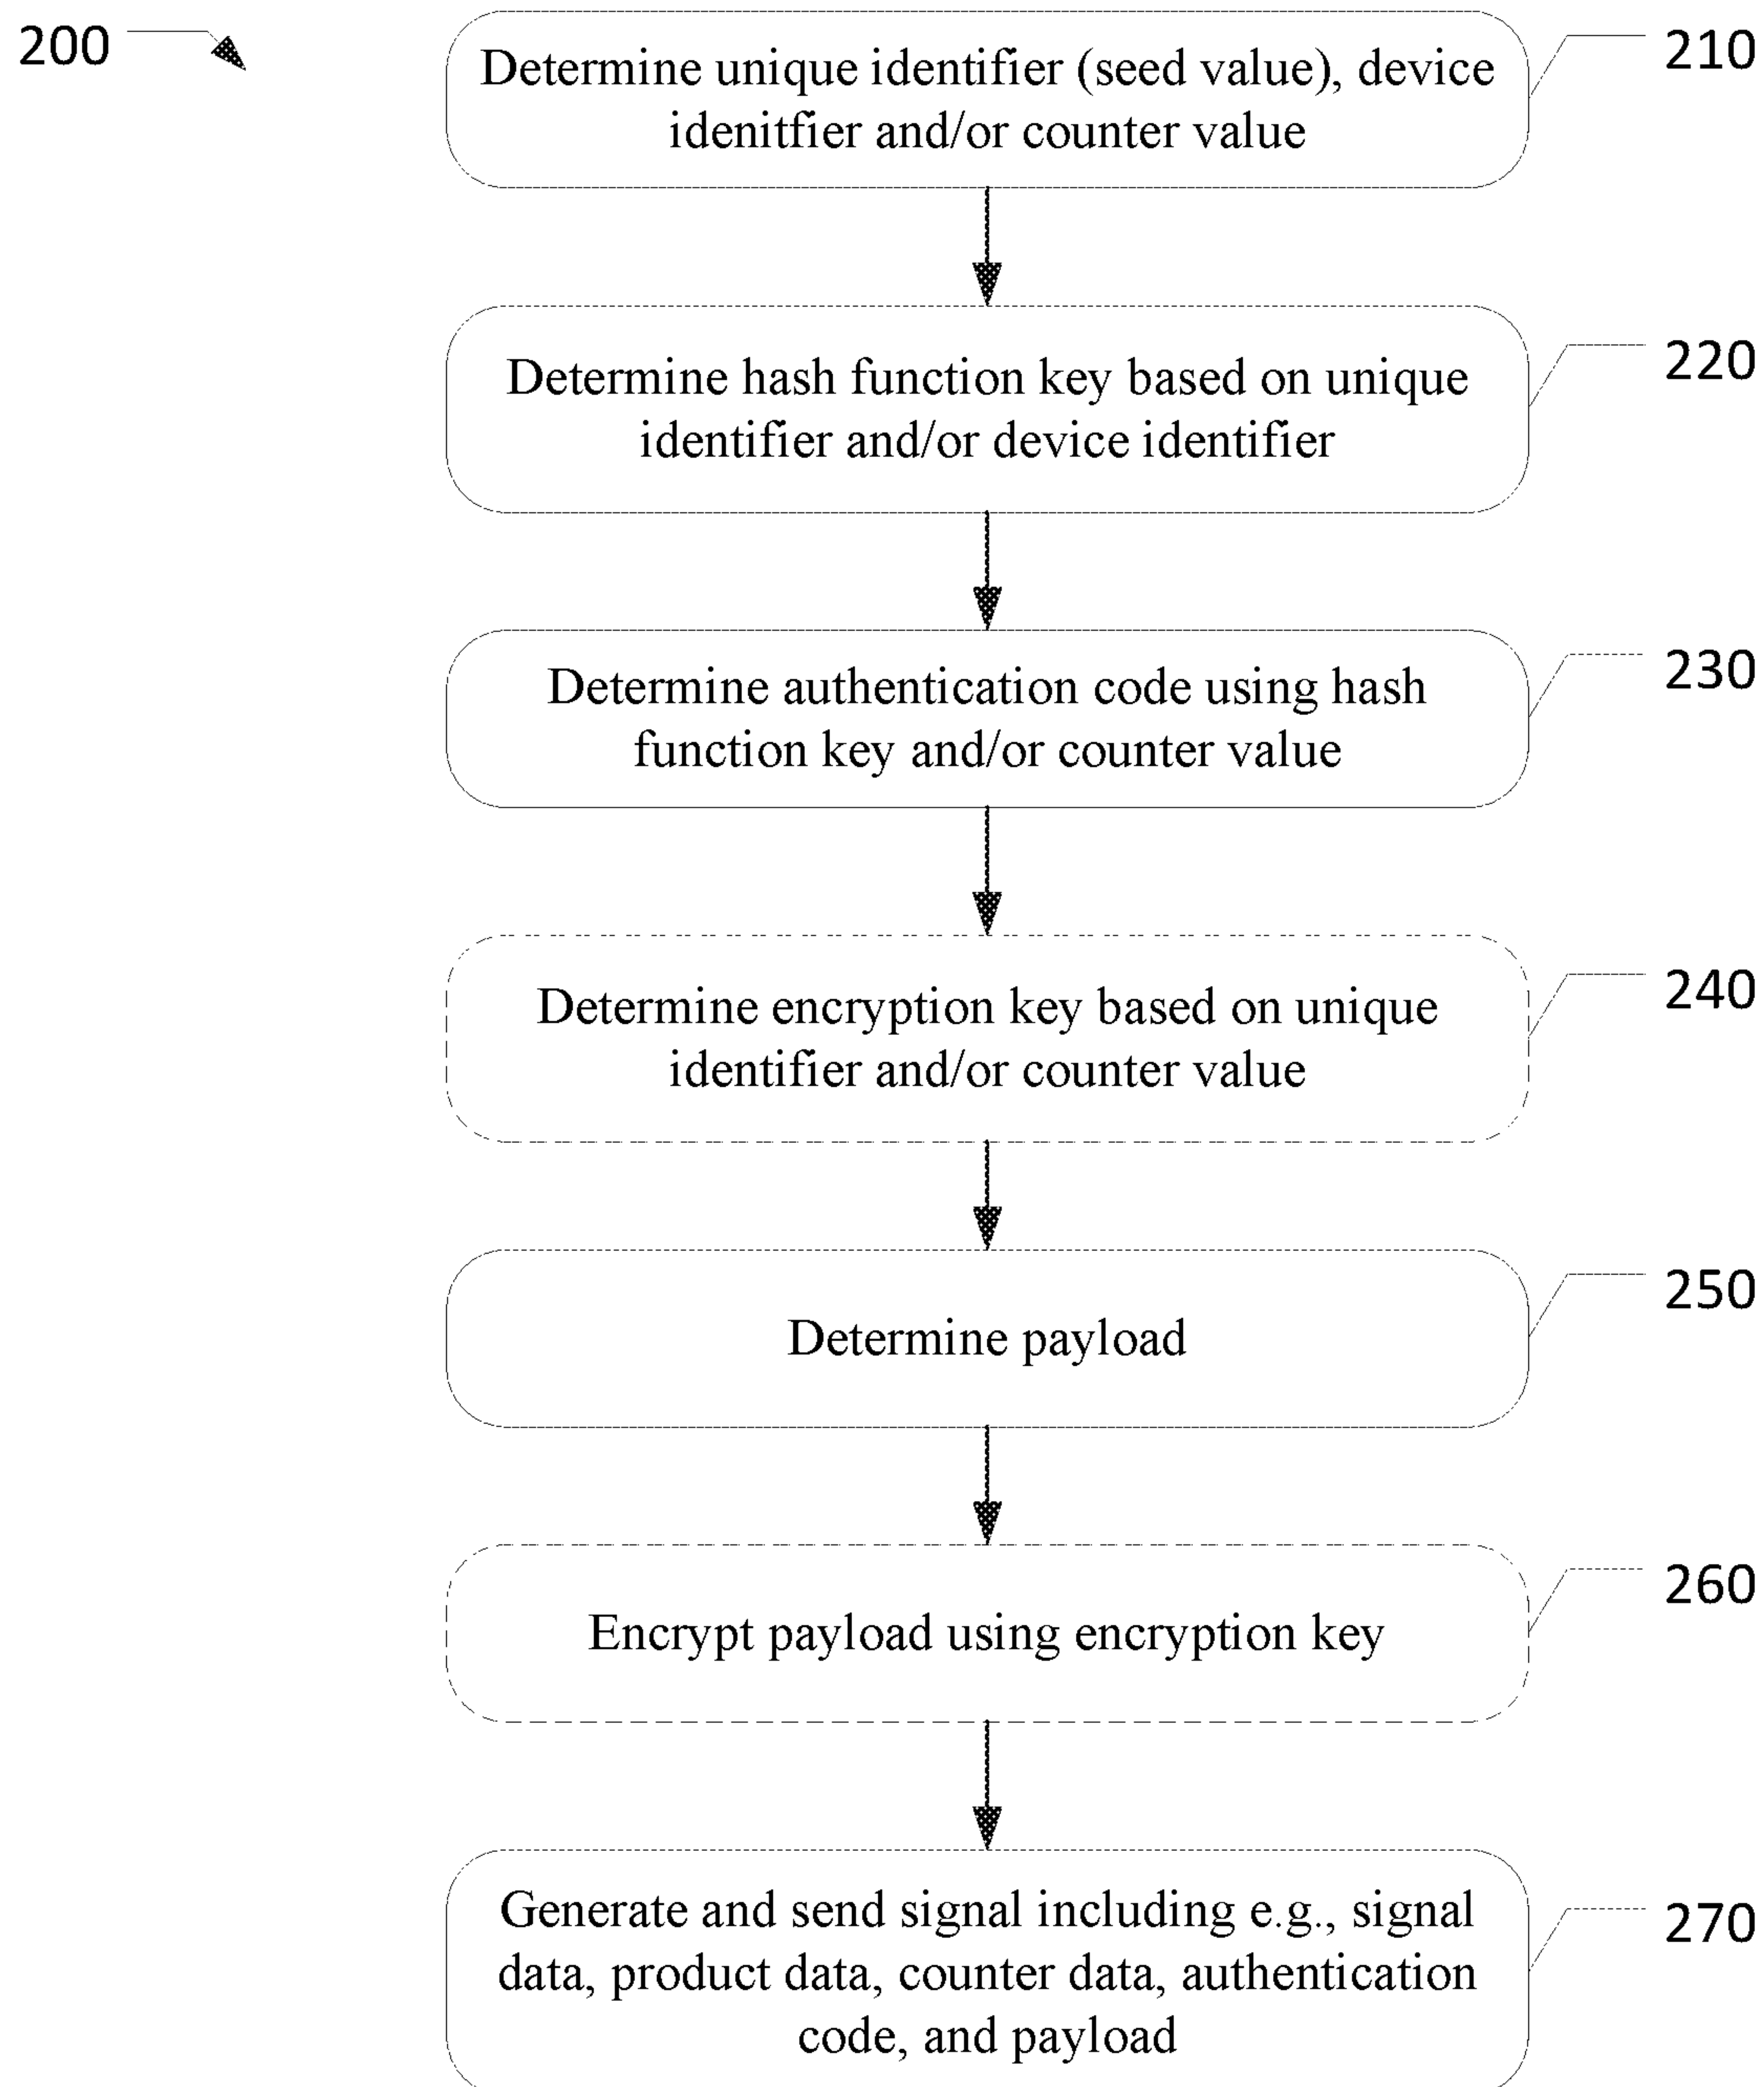 200
Determine unique identifier (seed value), device
idenitfier and/or counter value
210
Determine hash function key based on unique
identifier and/or device identifier
220
Determine authentication code using hash
function key and/or counter value
230
Determine encryption key based on unique
identifier and/or counter value
240
Determine payload
250
Encrypt payload using encryption key
260
Generate and send signal including e.g., signal
data, product data, counter data, authentication
code, and payload
270